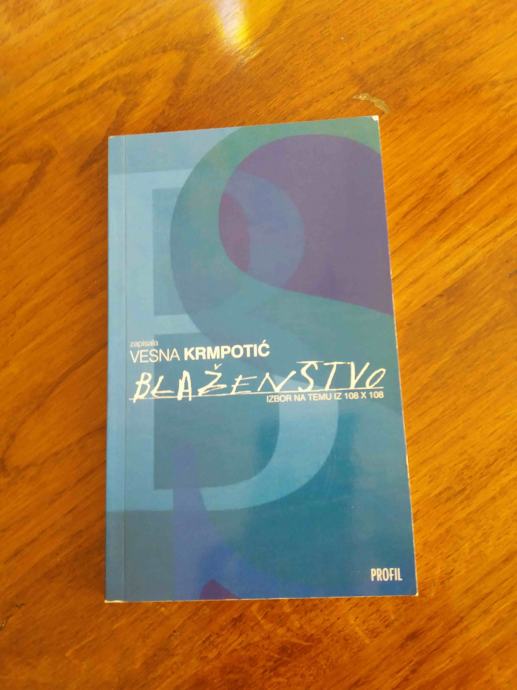 zapisala
VESNA KRMPOTIĆ
BLAŽENSTVO
IZBOR NA TEMU IZ 108 X 108
PROFIL